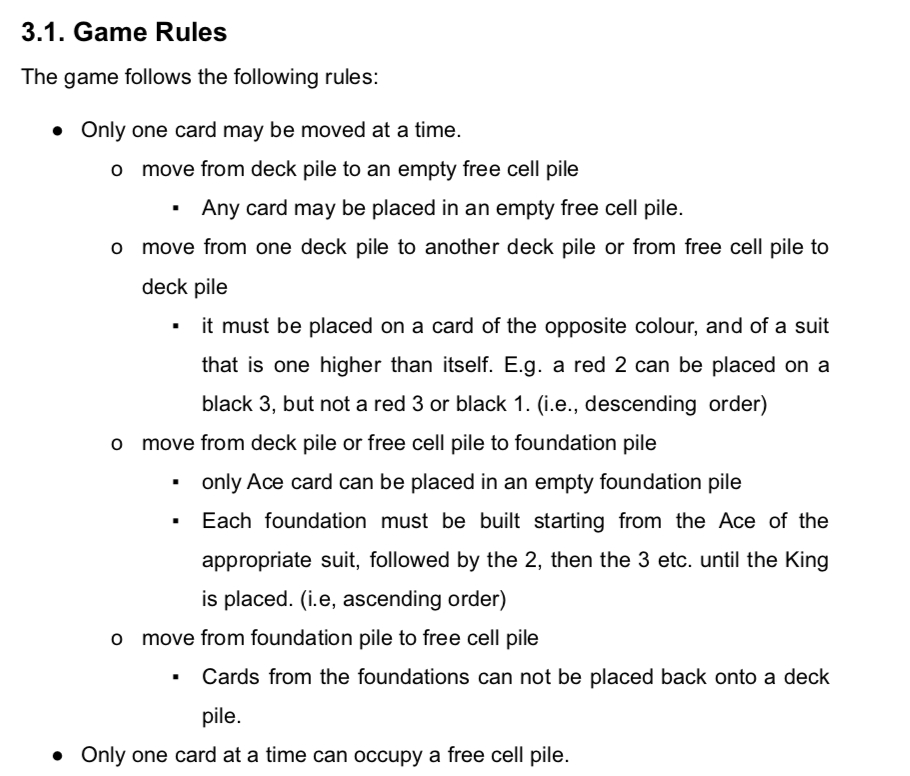 3.1. Game Rules
The game follows the following rules:
● Only one card may be moved at a time.
o move from deck pile to an empty free cell pile
▪ Any card may be placed in an empty free cell pile.
o move from one deck pile to another deck pile or from free cell pile to
deck pile
▪ it must be placed on a card of the opposite colour, and of a suit
that is one higher than itself. E.g. a red 2 can be placed on a
black 3, but not a red 3 or black 1. (i.e., descending order)
o move from deck pile or free cell pile to foundation pile
▪ only Ace card can be placed in an empty foundation pile
▪ Each foundation must be built starting from the Ace of the
appropriate suit, followed by the 2, then the 3 etc. until the King
is placed. (i.e, ascending order)
o move from foundation pile to free cell pile
▪ Cards from the foundations can not be placed back onto a deck
pile.
● Only one card at a time can occupy a free cell pile.